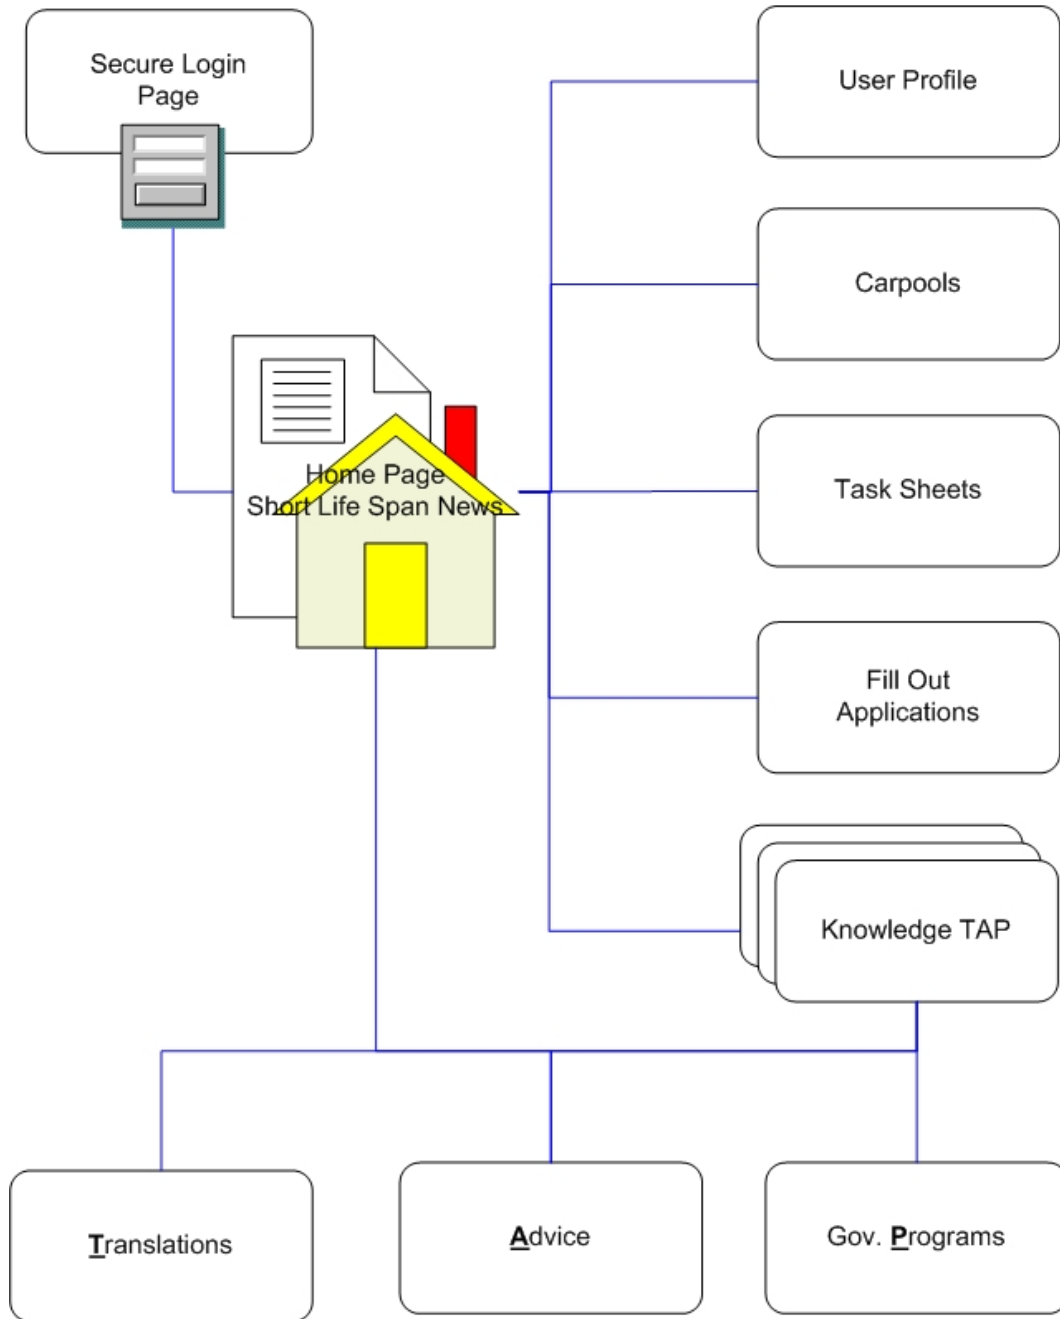 Secure Login
Page
User Profile
Carpools
Home Page
Short Life Span News
Task Sheets
Fill Out
Applications
Knowledge TAP
Translations
Advice
Gov. Programs